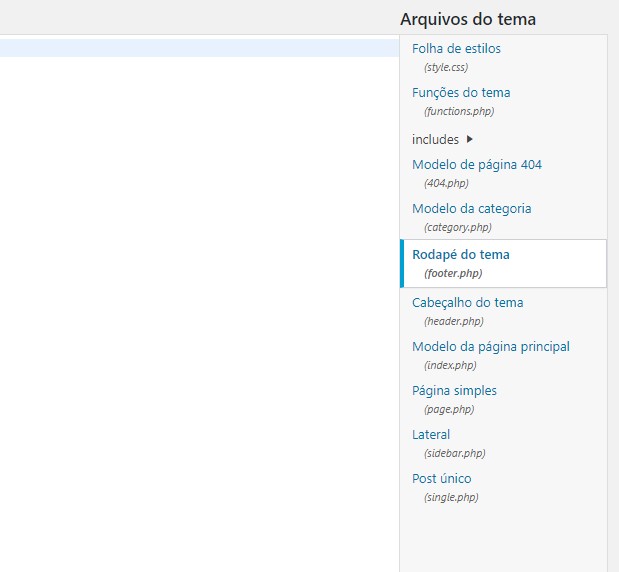 Arquivos do tema
Folha de estilos
(style.css)
Funções do tema
(functions.php)
includes
Modelo de página 404
(404.php)
Modelo da categoria
(category.php)
Rodapé do tema
(footer.php)
Cabeçalho do tema
(header.php)
Modelo da página principal
(index.php)
Página simples
(page.php)
Lateral
(sidebar.php)
Post único
(single.php)